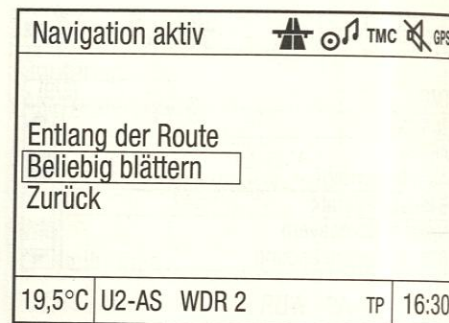 Navigation aktiv TMC GPS
Entlang der Route
Beliebig blättern
Zurück
19,5°C U2-AS WDR 2 TP 16:30